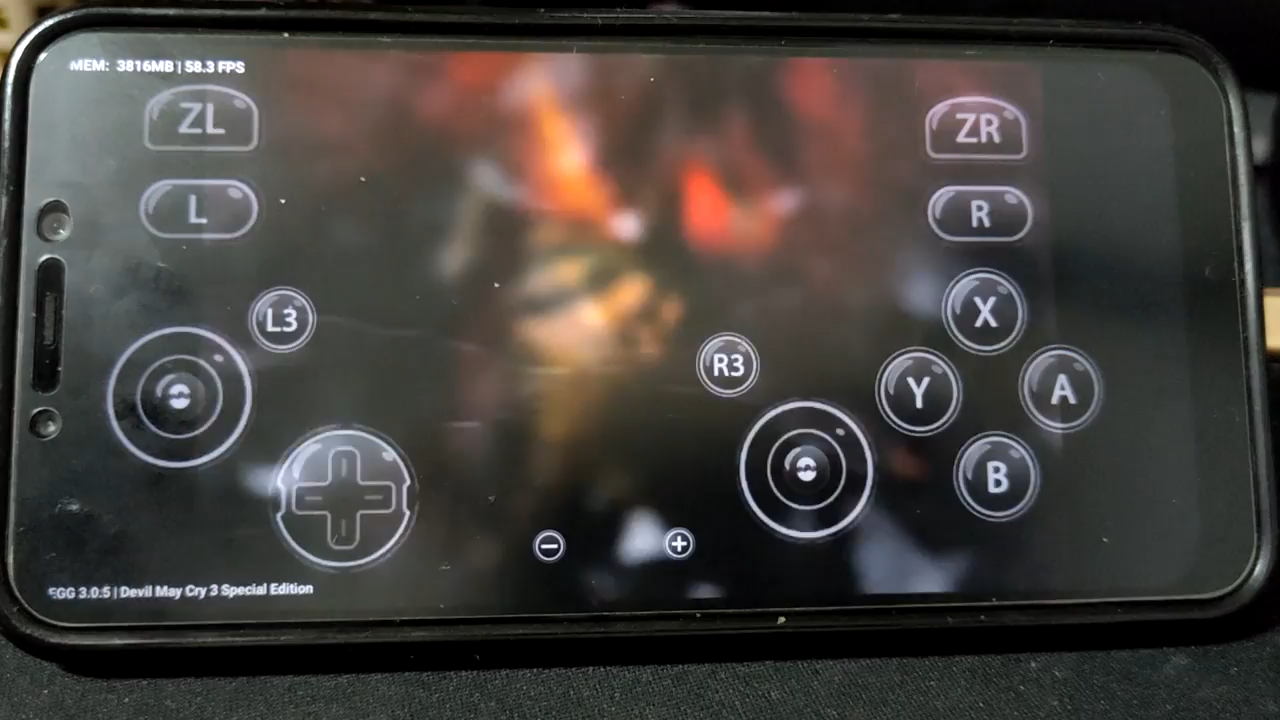 MEM: 3816MB | 58.3 FPS
ZL
ZR
L
R
L3
X
R3
Y
A
B
EGG 3.0.5 | Devil May Cry 3 Special Edition